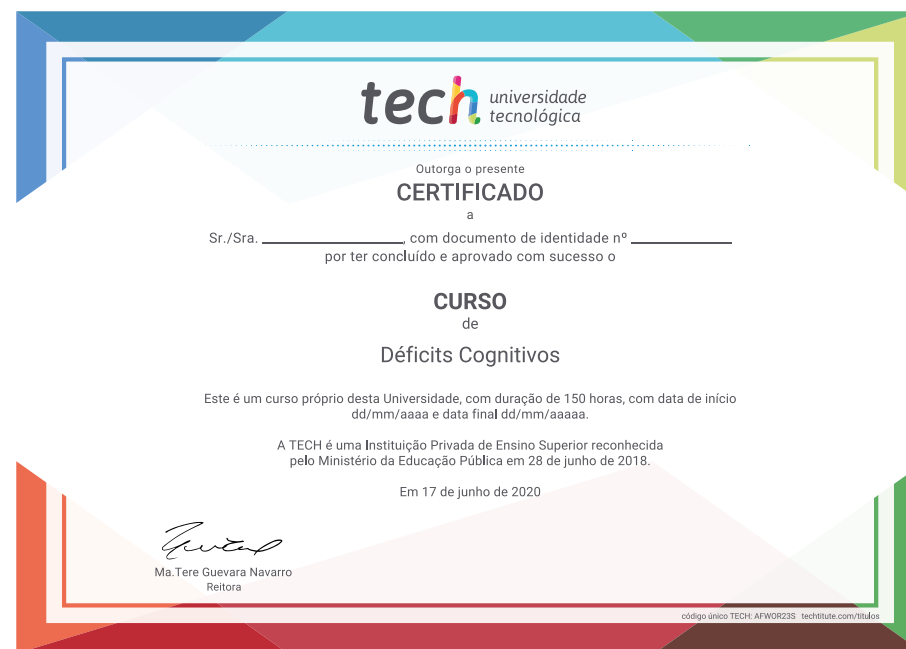 tech universidade
tecnológica
Outorga o presente
CERTIFICADO
a
Sr./Sra. ________________, com documento de identidade nº ____________
por ter concluído e aprovado com sucesso o
CURSO
de
Déficits Cognitivos
Este é um curso próprio desta Universidade, com duração de 150 horas, com data de início
dd/mm/aaaa e data final dd/mm/aaaaa.
A TECH é uma Instituição Privada de Ensino Superior reconhecida
pelo Ministério da Educação Pública em 28 de junho de 2018.
Em 17 de junho de 2020
Ma.Tere Guevara Navarro
Reitora
código único TECH: AFWOR23S techtitute.com/titulos